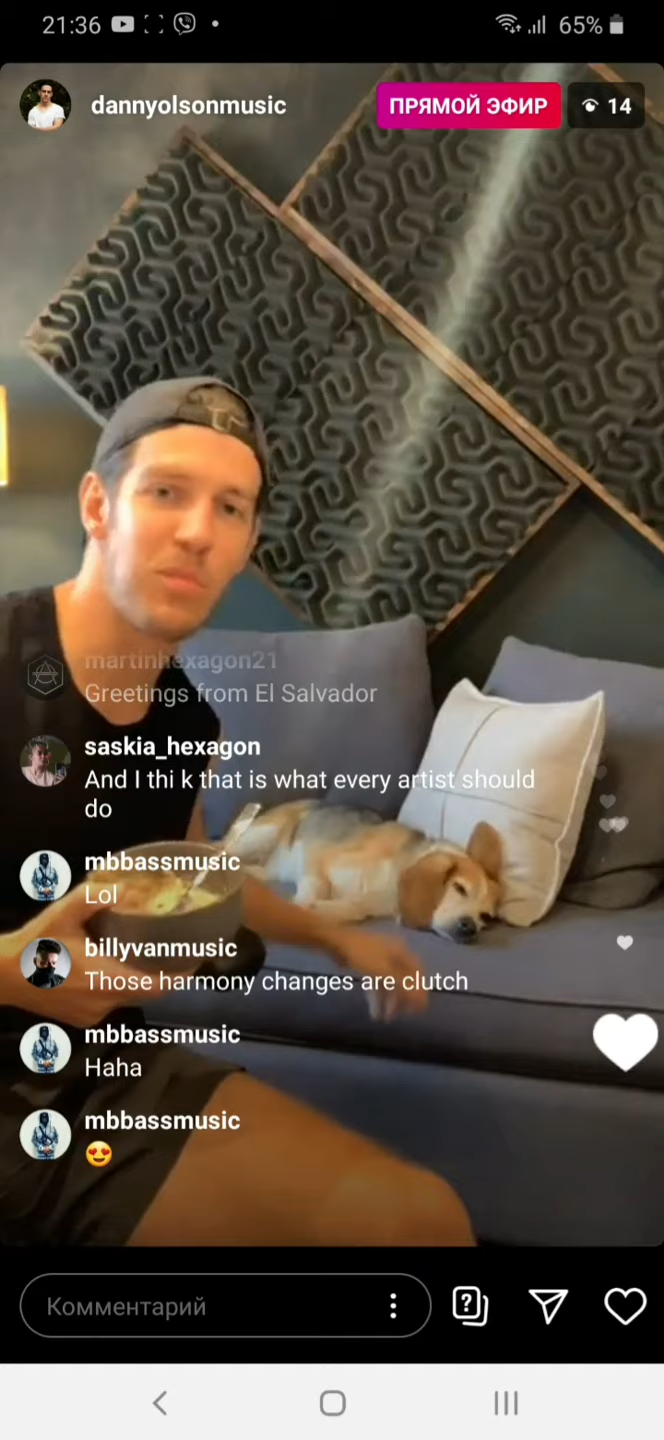 21:36
65%
dannyolsonmusic
ПРЯМОЙ ЭФИР
14
martinhexagon21
Greetings from El Salvador
saskia_hexagon
And I thi k that is what every artist should
do
mbbassmusic
Lol
billyvanmusic
Those harmony changes are clutch
mbbassmusic
Haha
mbbassmusic
😍
Комментарий